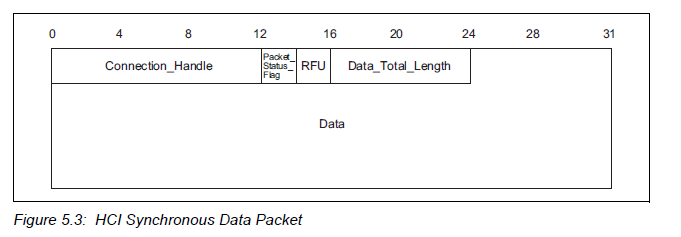 0 4 8 12 16 20 24 28 31
Connection_Handle
Packet_
Status_
Flag
RFU
Data_Total_Length
Data
Figure 5.3: HCI Synchronous Data Packet